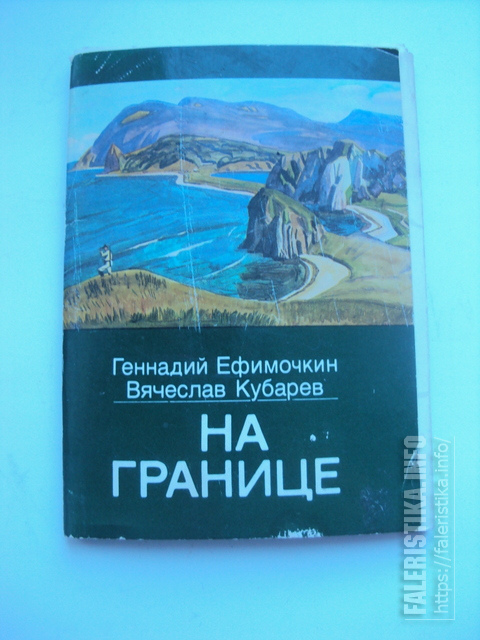 Геннадий Ефимочкин
Вячеслав Кубарев
НА
ГРАНИЦЕ
FALERISTIKA.INFO
https://faleristika.info/